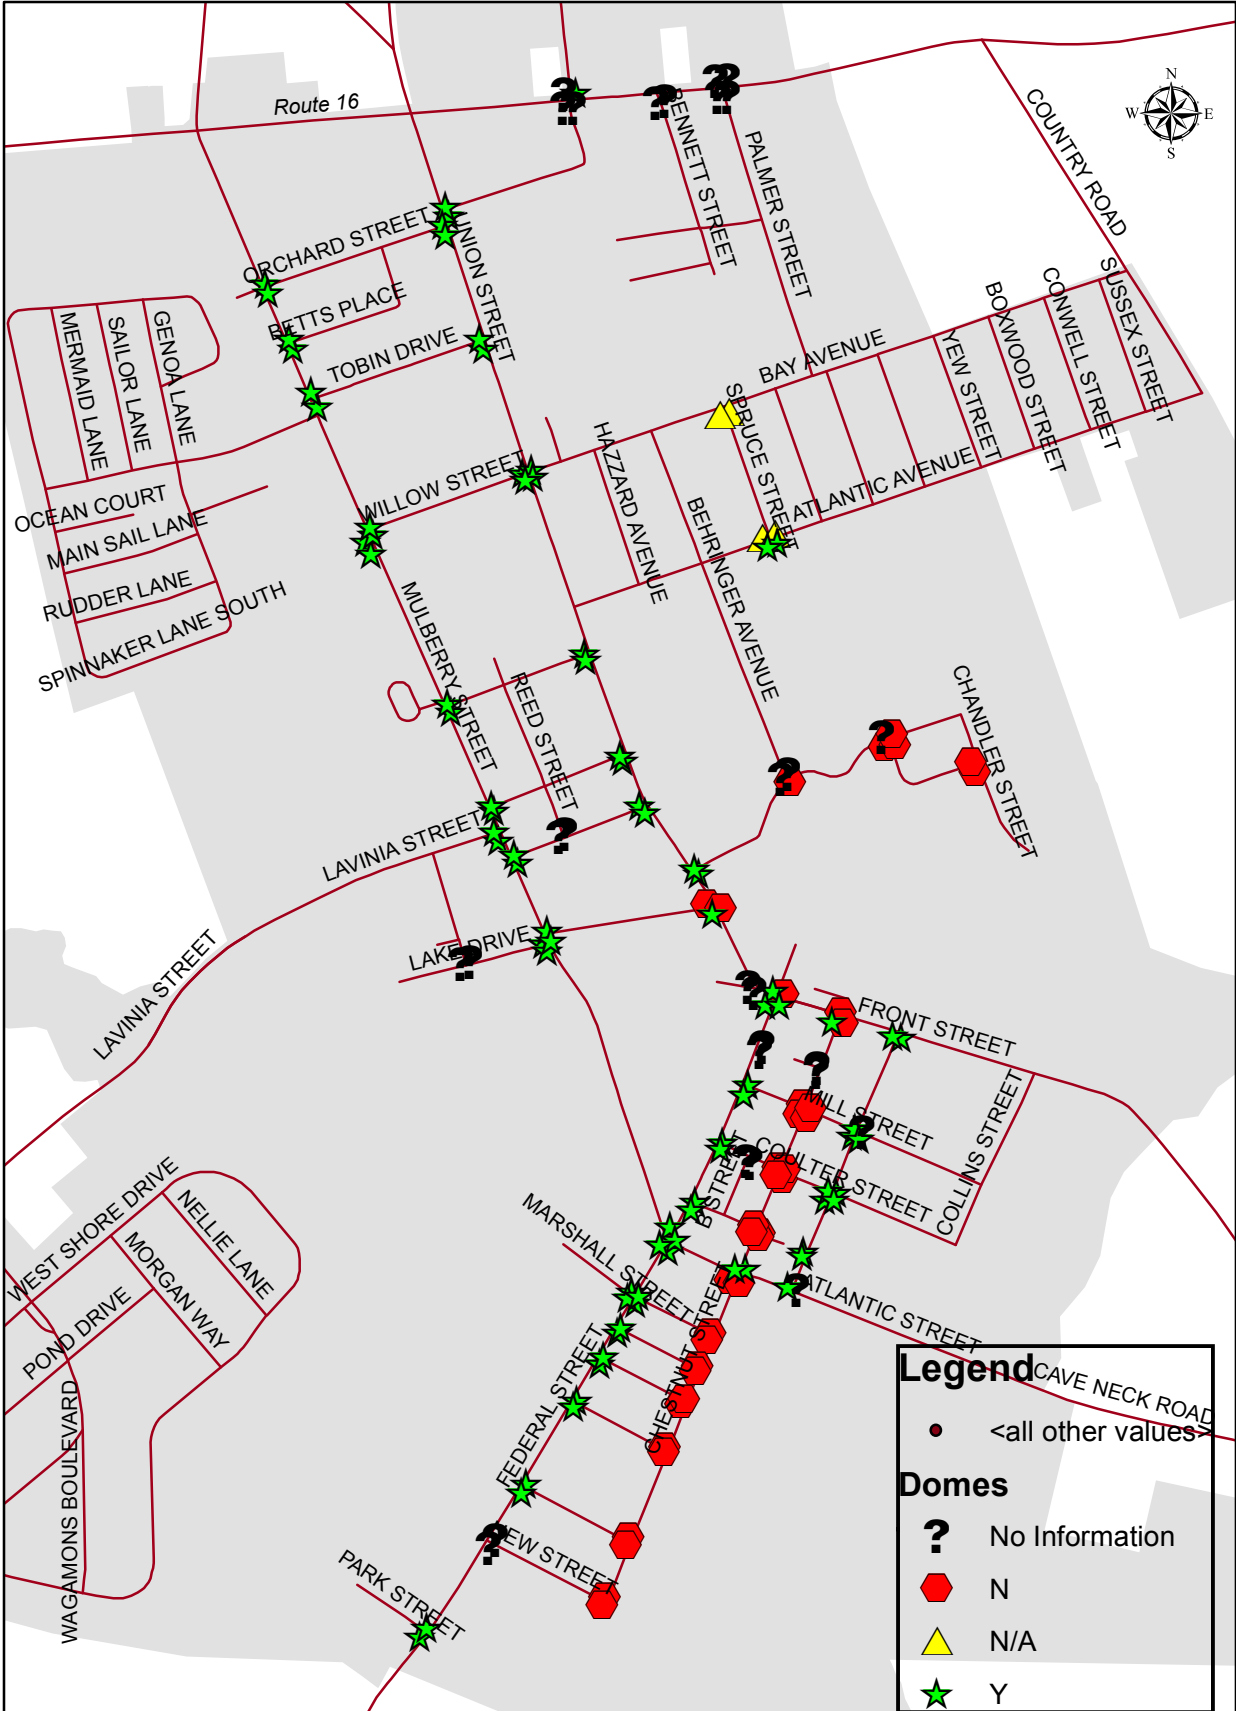 Route 16
N
W
E
S
BENNETT STREET
PALMER STREET
COUNTRY ROAD
ORCHARD STREET
UNION STREET
BETTS PLACE
TOBIN DRIVE
MERMAID LANE
SAILOR LANE
GENOA LANE
BAY AVENUE
YEW STREET
BOXWOOD STREET
CONWELL STREET
SUSSEX STREET
SPRUCE STREET
ATLANTIC AVENUE
HAZZARD AVENUE
BEHRINGER AVENUE
WILLOW STREET
OCEAN COURT
MAIN SAIL LANE
RUDDER LANE
SPINNAKER LANE SOUTH
MULBERRY STREET
REED STREET
CHANDLER STREET
LAVINIA STREET
LAKE DRIVE
LAVINIA STREET
FRONT STREET
MILL STREET
COULTER STREET
COLLINS STREET
B STREET
MARSHALL STREET
CHESTNUT STREET
ATLANTIC STREET
CAVE NECK ROAD
WEST SHORE DRIVE
NELLIE LANE
MORGAN WAY
POND DRIVE
WAGAMONS BOULEVARD
FEDERAL STREET
NEW STREET
PARK STREET
Legend
<all other values>
Domes
? No Information
N
N/A
Y